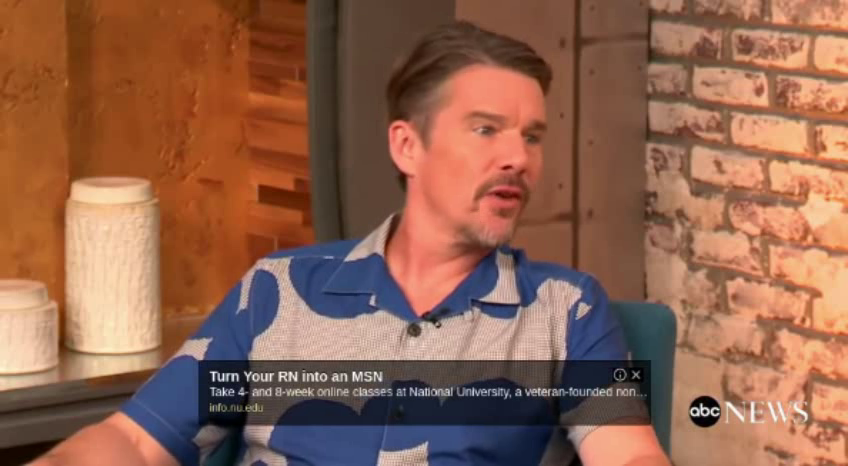 Turn Your RN into an MSN
Take 4- and 8-week online classes at National University, a veteran-founded non...
info.nu.edu
abc NEWS